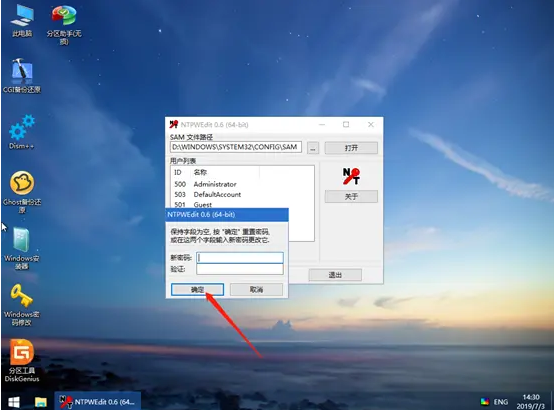 此电脑
分区助手(无
损)
CGI备份还原
Dism++
Ghost备份还
原
Windows安
装器
Windows密
码修改
分区工具
DiskGenius
NTPWEdit 0.6 (64-bit)
SAM 文件路径
D:\WINDOWS\SYSTEM32\CONFIG\SAM
...
打开
用户列表
ID 名称
500 Administrator
503 DefaultAccount
501 Guest
NT
关于
退出
NTPWEdit 0.6 (64-bit)
保持字段为空, 按 "确定" 重置密码,
或在这两个字段输入新密码更改它.
新密码:
验证:
确定
取消
NTPWEdit 0.6 (64...
ENG
14:30
2019/7/3